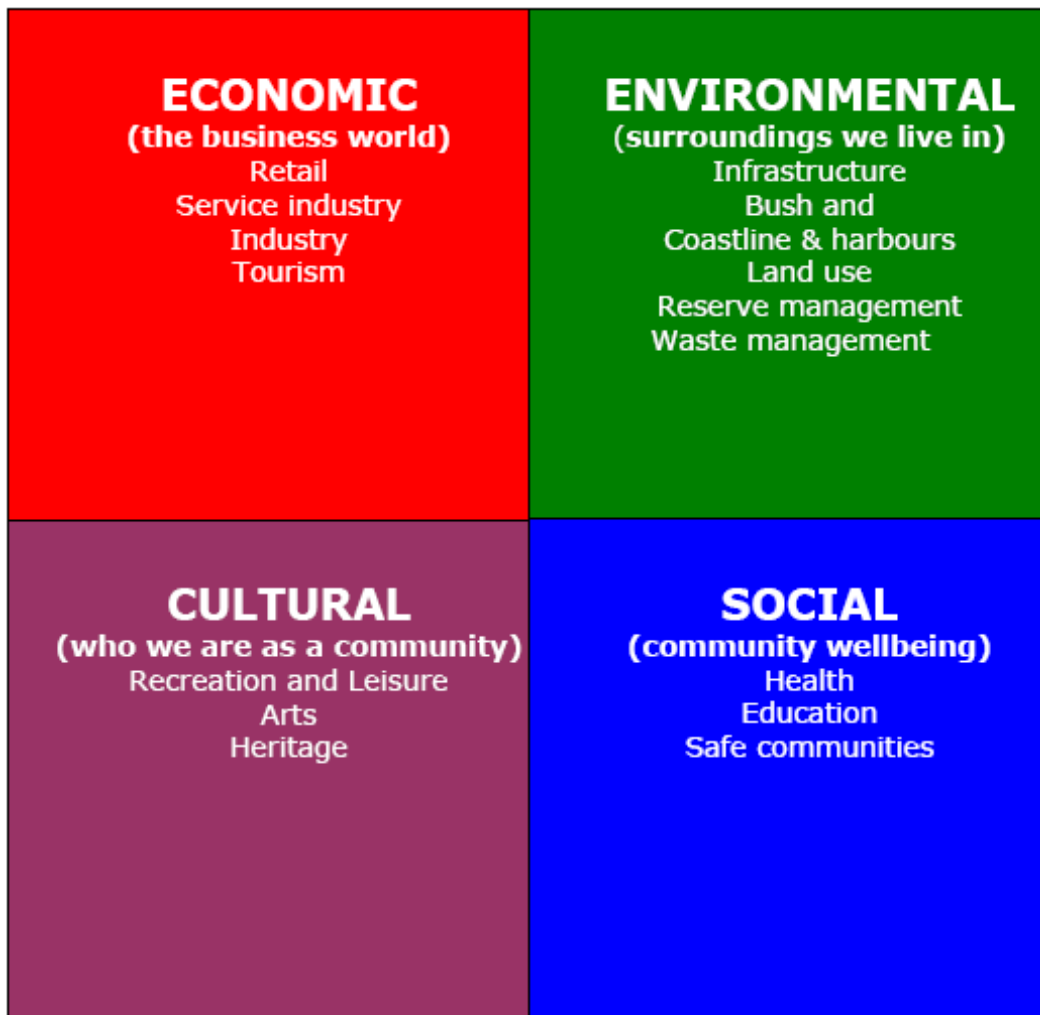 ECONOMIC
(the business world)
Retail
Service industry
Industry
Tourism
ENVIRONMENTAL
(surroundings we live in)
Infrastructure
Bush and
Coastline & harbours
Land use
Reserve management
Waste management
CULTURAL
(who we are as a community)
Recreation and Leisure
Arts
Heritage
SOCIAL
(community wellbeing)
Health
Education
Safe communities